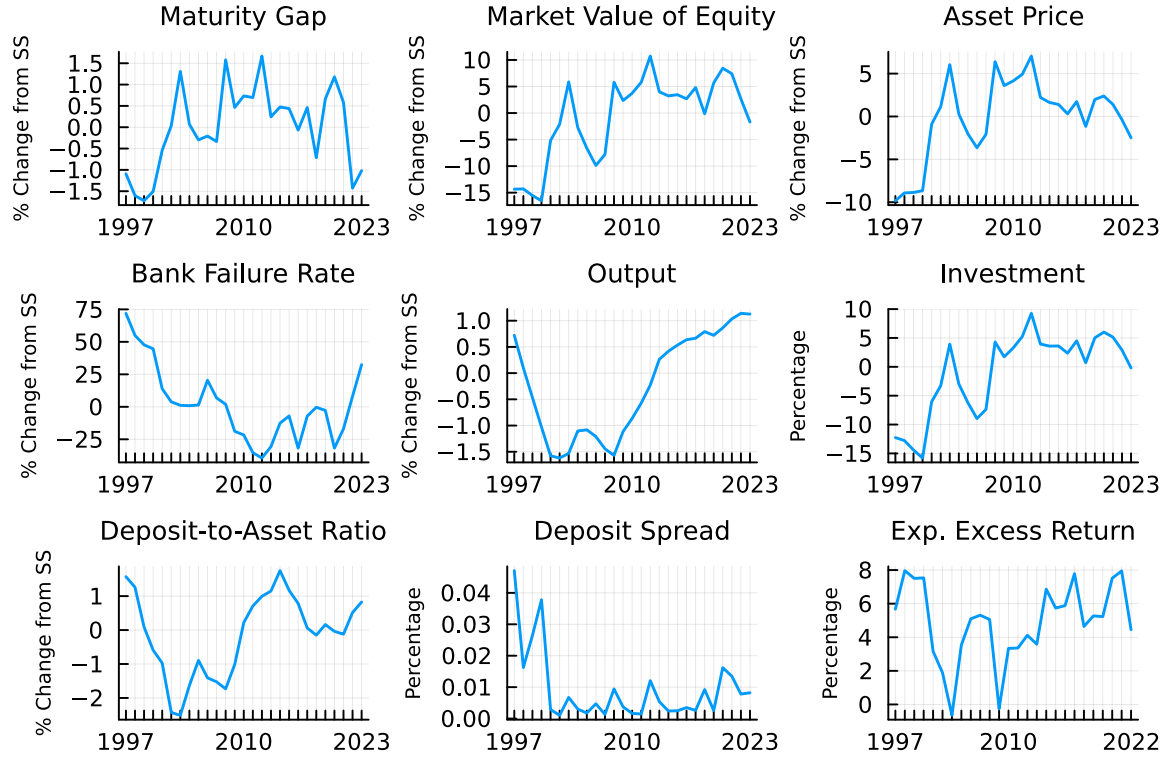 Maturity Gap
% Change from SS
1.5
1.0
0.5
0.0
−0.5
−1.0
−1.5
1997 2010 2023
Market Value of Equity
% Change from SS
10
5
0
−5
−10
−15
1997 2010 2023
Asset Price
% Change from SS
5
0
−5
−10
1997 2010 2023
Bank Failure Rate
% Change from SS
75
50
25
0
−25
1997 2010 2023
Output
% Change from SS
1.0
0.5
0.0
−0.5
−1.0
−1.5
1997 2010 2023
Investment
Percentage
10
5
0
−5
−10
−15
1997 2010 2023
Deposit-to-Asset Ratio
% Change from SS
1
0
−1
−2
1997 2010 2023
Deposit Spread
Percentage
0.04
0.03
0.02
0.01
0.00
1997 2010 2023
Exp. Excess Return
Percentage
8
6
4
2
0
1997 2010 2022